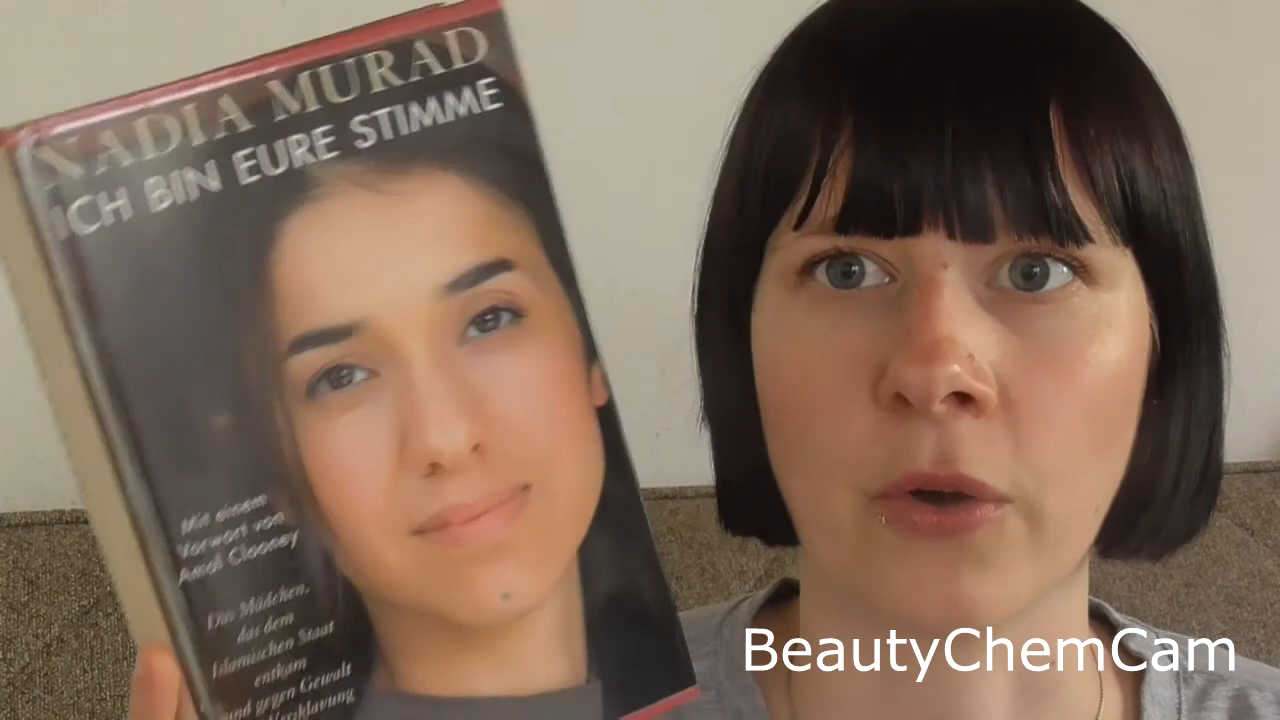 NADIA MURAD
ICH BIN EURE STIMME
Mit einem
Vorwort von
Amal Clooney
Das Mädchen,
das dem
Islamischen Staat
entkam
und gegen Gewalt
Versklavung
BeautyChemCam